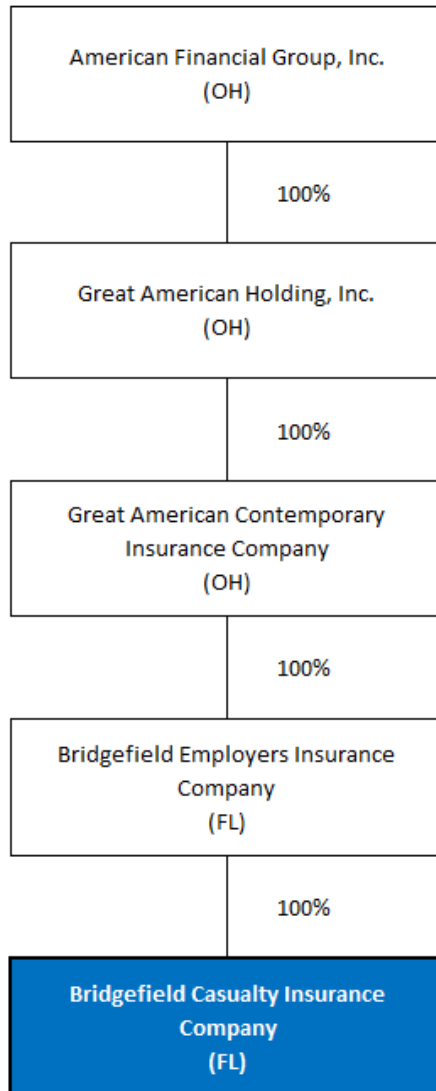 American Financial Group, Inc.
(OH)
100%
Great American Holding, Inc.
(OH)
100%
Great American Contemporary
Insurance Company
(OH)
100%
Bridgefield Employers Insurance
Company
(FL)
100%
Bridgefield Casualty Insurance
Company
(FL)